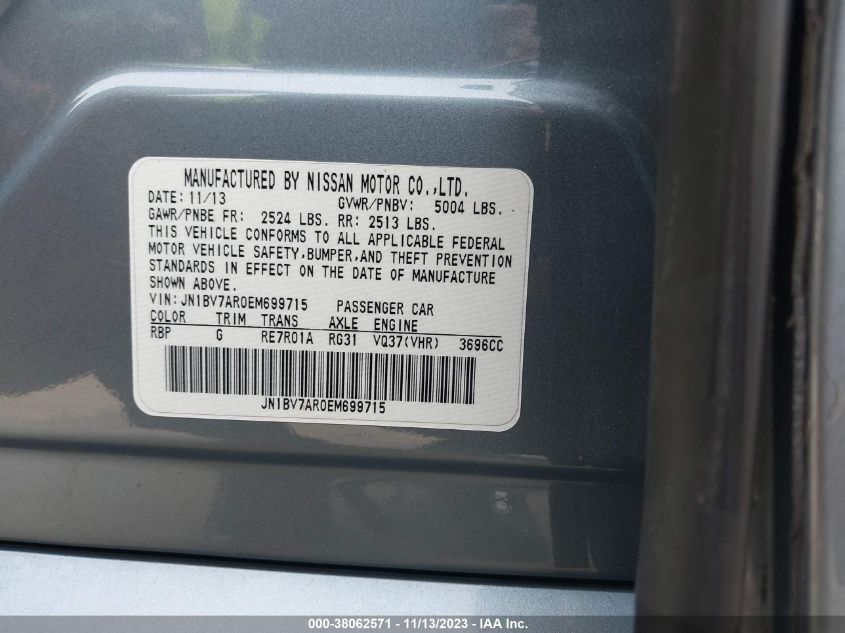 MANUFACTURED BY NISSAN MOTOR CO.,LTD.
DATE: 11/13 GVWR/PNBV: 5004 LBS.
GAWR/PNBE FR: 2524 LBS. RR: 2513 LBS.
THIS VEHICLE CONFORMS TO ALL APPLICABLE FEDERAL
MOTOR VEHICLE SAFETY,BUMPER,AND THEFT PREVENTION
STANDARDS IN EFFECT ON THE DATE OF MANUFACTURE
SHOWN ABOVE.
VIN: JN1BV7AR0EM699715 PASSENGER CAR
COLOR TRIM TRANS AXLE ENGINE
RBP G RE7R01A RG31 VQ37(VHR) 3696CC
JN1BV7AR0EM699715
000-38062571 - 11/13/2023 - IAA Inc.